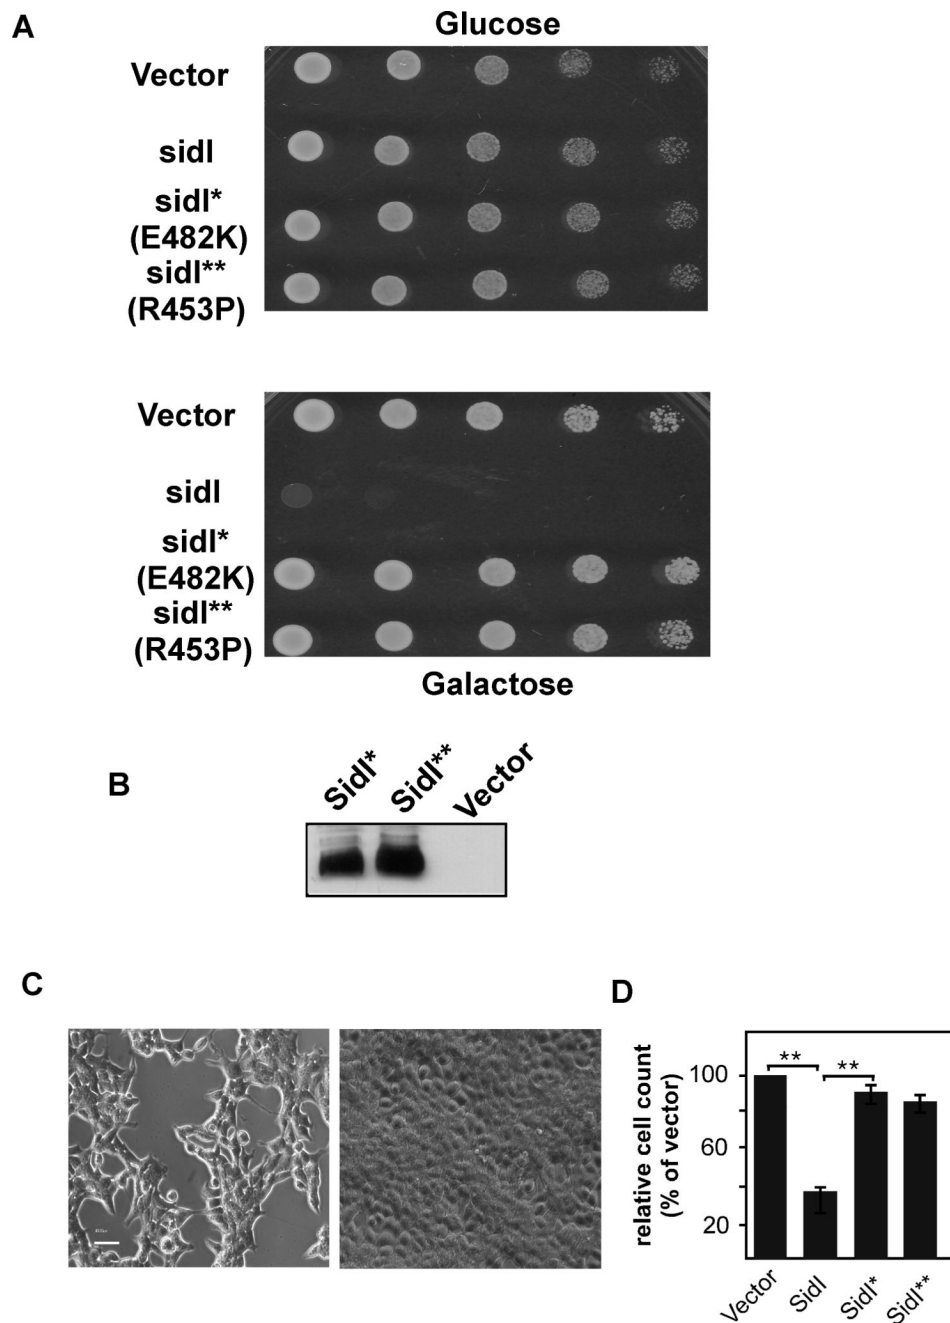 A
Glucose
Vector
sidI
sidI*
(E482K)
sidI**
(R453P)
Vector
sidI
sidI*
(E482K)
sidI**
(R453P)
Galactose
B
SidI*
SidI**
Vector
C
D
relative cell count
(% of vector)
100
60
20
**
**
Vector
SidI
SidI*
SidI**